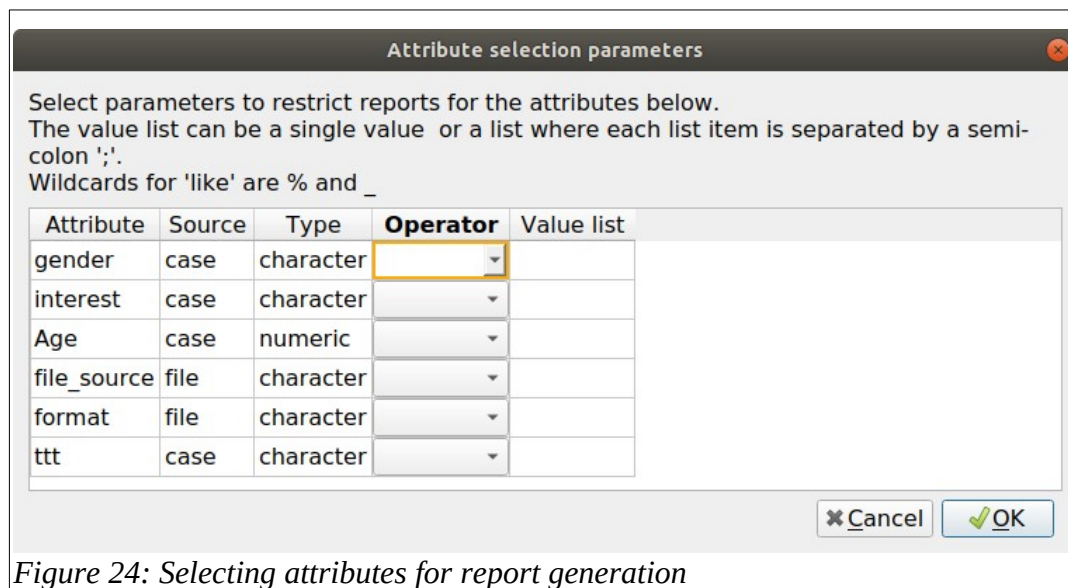 Attribute selection parameters
Select parameters to restrict reports for the attributes below.
The value list can be a single value  or a list where each list item is separated by a semi-
colon ';'.
Wildcards for 'like' are % and _
Attribute Source Type Operator Value list
gender case character
interest case character
Age case numeric
file_source file character
format file character
ttt case character
Cancel OK
Figure 24: Selecting attributes for report generation